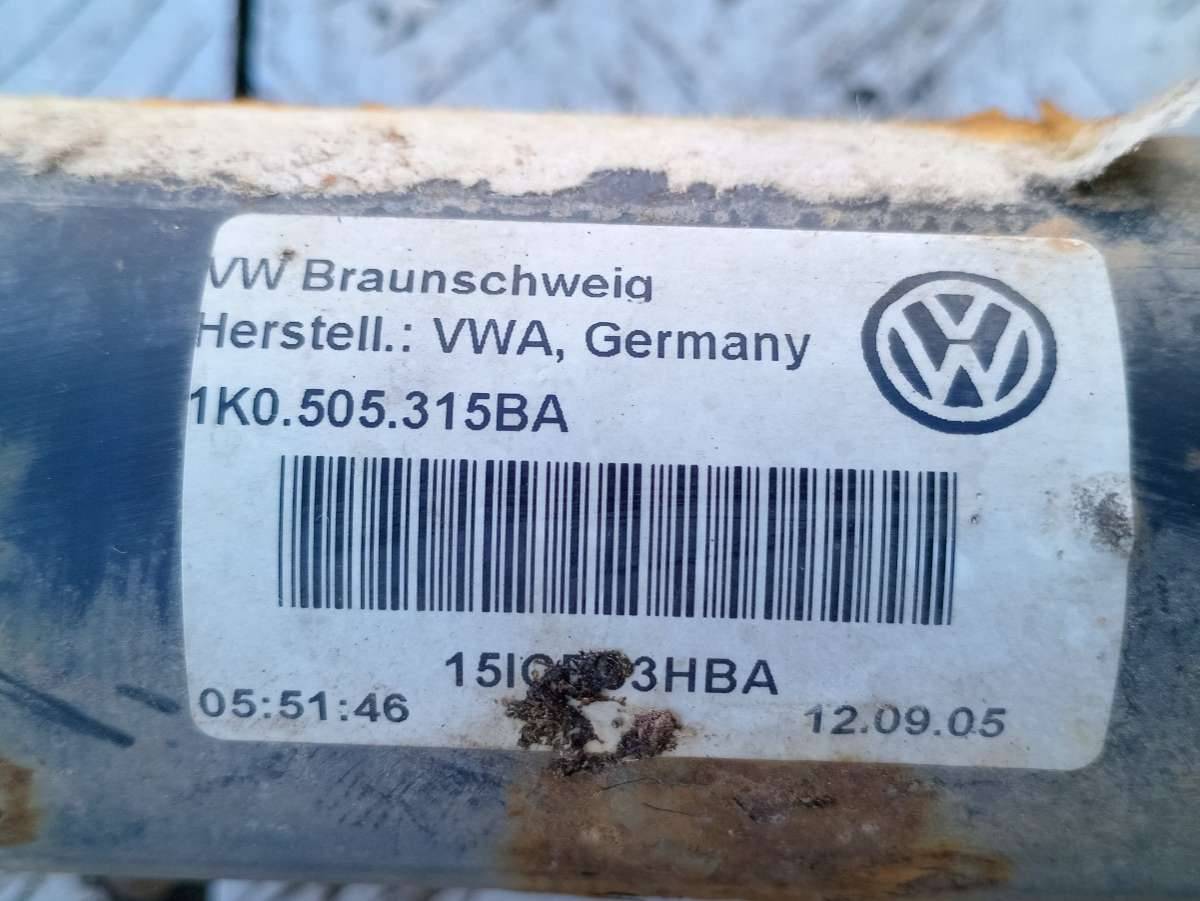 VW Braunschweig
Herstell.: VWA, Germany
1K0.505.315BA
05:51:46
12.09.05